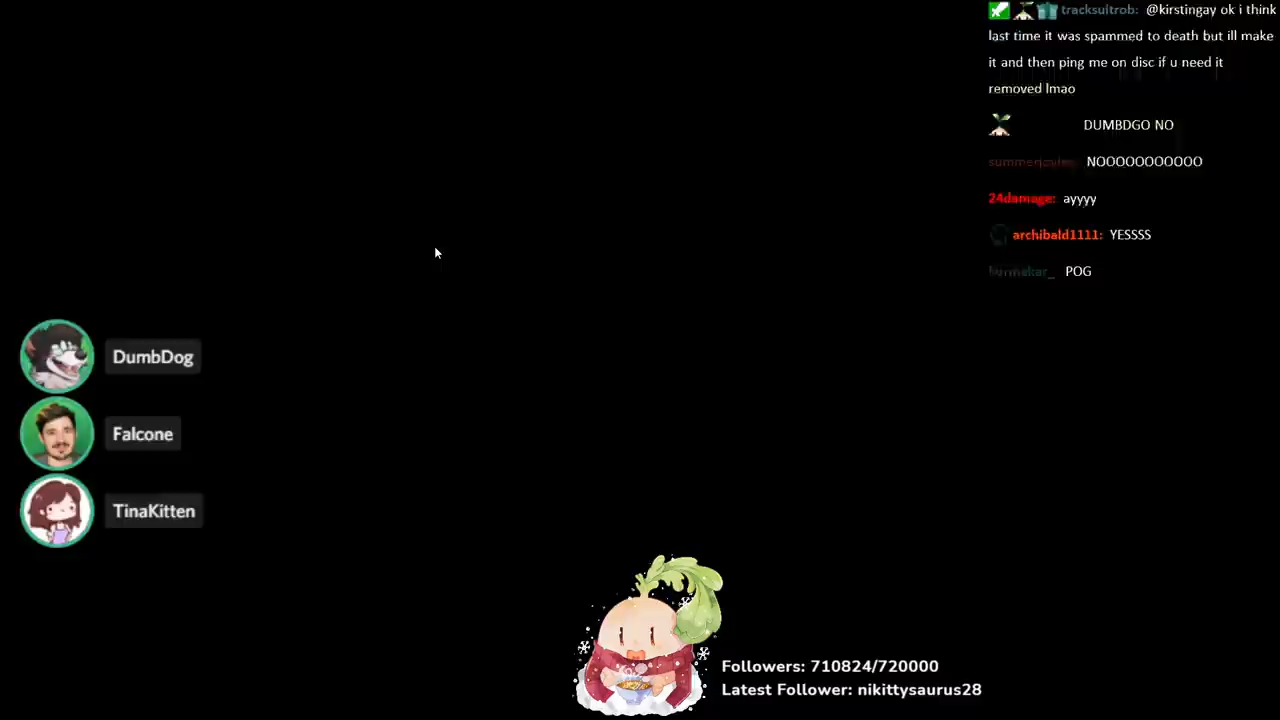 tracksuitrob: @kirstingay ok i think
last time it was spammed to death but ill make
it and then ping me on disc if u need it
removed lmao
DUMBDGO NO
NOOOOOOOOOOO
24damage: ayyyy
archibald1111: YESSSS
POG
DumbDog
Falcone
TinaKitten
Followers: 710824/720000
Latest Follower: nikittysaurus28